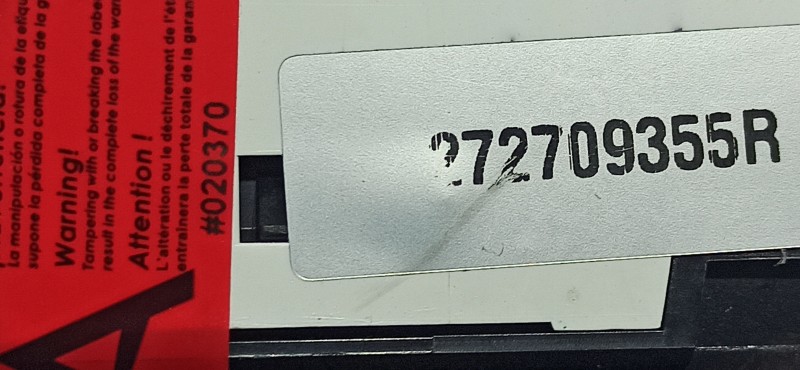 La manipulación o rotura de la etiqu
supone la pérdida completa de la g
Warning!
Tampering with or breaking the labe
result in the complete loss of the warr
Attention !
L'altération ou le déchirement de l'ét
entraînera la perte totale de la garan
#020370
A
272709355R